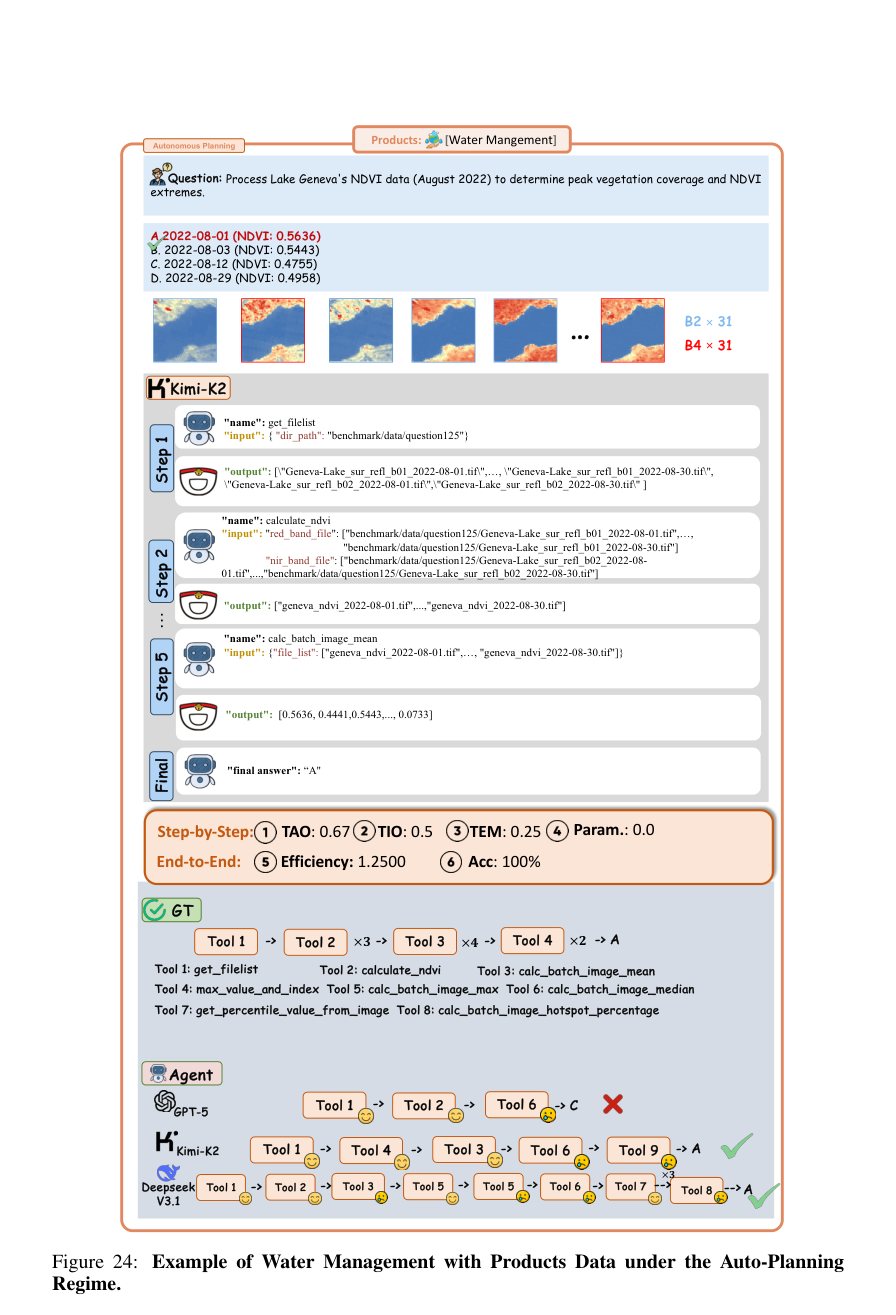 Autonomous Planning
Products: [Water Mangement]
Question: Process Lake Geneva's NDVI data (August 2022) to determine peak vegetation coverage and NDVI
extremes.
A.2022-08-01 (NDVI: 0.5636)
B. 2022-08-03 (NDVI: 0.5443)
C. 2022-08-12 (NDVI: 0.4755)
D. 2022-08-29 (NDVI: 0.4958)
... B2 × 31
B4 × 31
Kimi-K2
Step 1
"name": get_filelist
"input": { "dir_path": "benchmark/data/question125"}
"output": [\"Geneva-Lake_sur_refl_b01_2022-08-01.tif\",…, \"Geneva-Lake_sur_refl_b01_2022-08-30.tif\",
\"Geneva-Lake_sur_refl_b02_2022-08-01.tif\",\"Geneva-Lake_sur_refl_b02_2022-08-30.tif\" ]
Step 2
"name": calculate_ndvi
"input": "red_band_file": ["benchmark/data/question125/Geneva-Lake_sur_refl_b01_2022-08-01.tif",…,
"benchmark/data/question125/Geneva-Lake_sur_refl_b01_2022-08-30.tif"]
"nir_band_file": ["benchmark/data/question125/Geneva-Lake_sur_refl_b02_2022-08-
01.tif",...,"benchmark/data/question125/Geneva-Lake_sur_refl_b02_2022-08-30.tif"]
"output": ["geneva_ndvi_2022-08-01.tif",...,"geneva_ndvi_2022-08-30.tif"]
...
Step 5
"name": calc_batch_image_mean
"input": {"file_list": ["geneva_ndvi_2022-08-01.tif",…, "geneva_ndvi_2022-08-30.tif"]}
"output": [0.5636, 0.4441,0.5443,..., 0.0733]
Final
"final answer": “A"
Step-by-Step: 1 TAO: 0.67 2 TIO: 0.5 3 TEM: 0.25 4 Param.: 0.0
End-to-End: 5 Efficiency: 1.2500 6 Acc: 100%
GT
Tool 1 -> Tool 2 ×3 -> Tool 3 ×4 -> Tool 4 ×2 -> A
Tool 1: get_filelist Tool 2: calculate_ndvi Tool 3: calc_batch_image_mean
Tool 4: max_value_and_index Tool 5: calc_batch_image_max Tool 6: calc_batch_image_median
Tool 7: get_percentile_value_from_image Tool 8: calc_batch_image_hotspot_percentage
Agent
GPT-5 Tool 1 -> Tool 2 -> Tool 6 -> C
Kimi-K2 Tool 1 -> Tool 4 -> Tool 3 -> Tool 6 -> Tool 9 -> A
Deepseek V3.1 Tool 1 -> Tool 2 -> Tool 3 -> Tool 5 -> Tool 5 -> Tool 6 -> Tool 7 ×3 --> Tool 8 --> A
Figure 24: Example of Water Management with Products Data under the Auto-Planning
Regime.